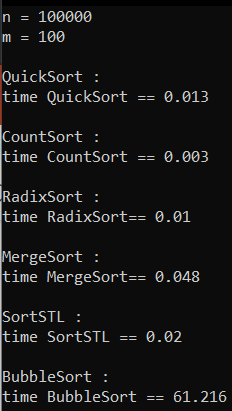 n = 100000
m = 100
QuickSort :
time QuickSort == 0.013
CountSort :
time CountSort == 0.003
RadixSort :
time RadixSort== 0.01
MergeSort :
time MergeSort== 0.048
SortSTL :
time SortSTL == 0.02
BubbleSort :
time BubbleSort == 61.216